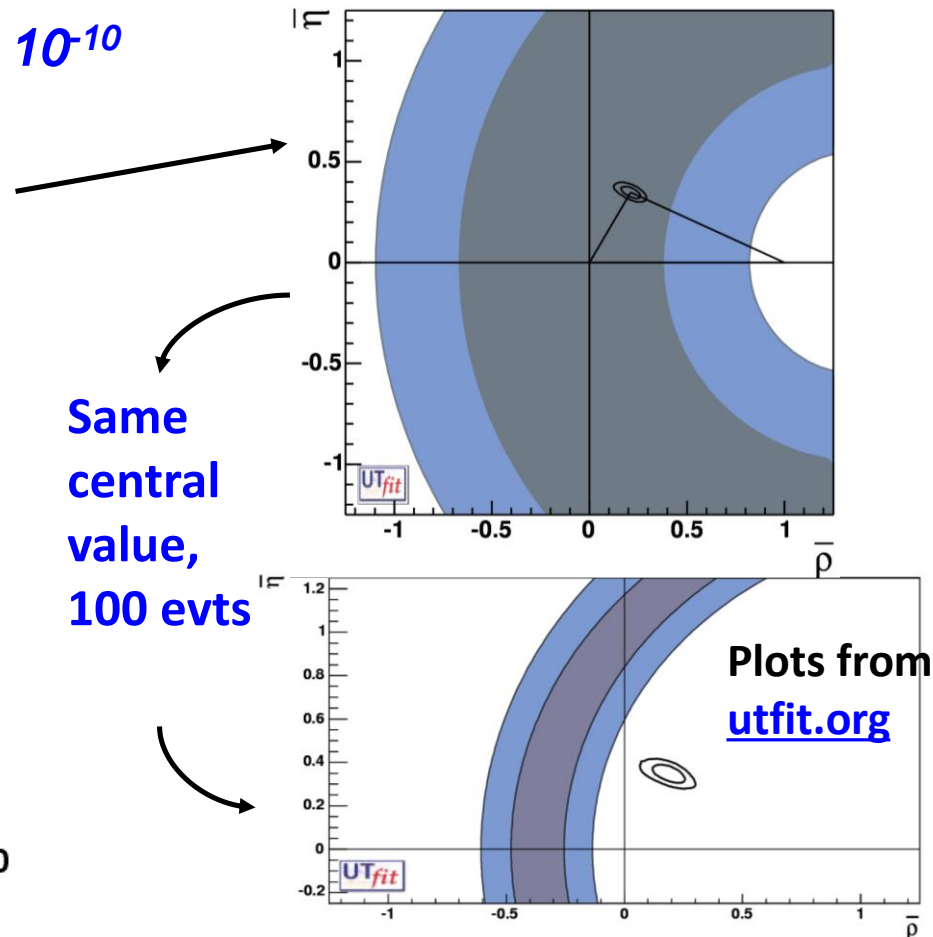 10⁻¹⁰
η̅
1
0.5
0
-0.5
-1
UTfit
-1 -0.5 0 0.5 1
ρ̅
Same
central
value,
100 evts
η̅
1.2
1
0.8
0.6
0.4
0.2
0
-0.2
UTfit
-1 -0.5 0 0.5 1
ρ̅
Plots from
utfit.org
0